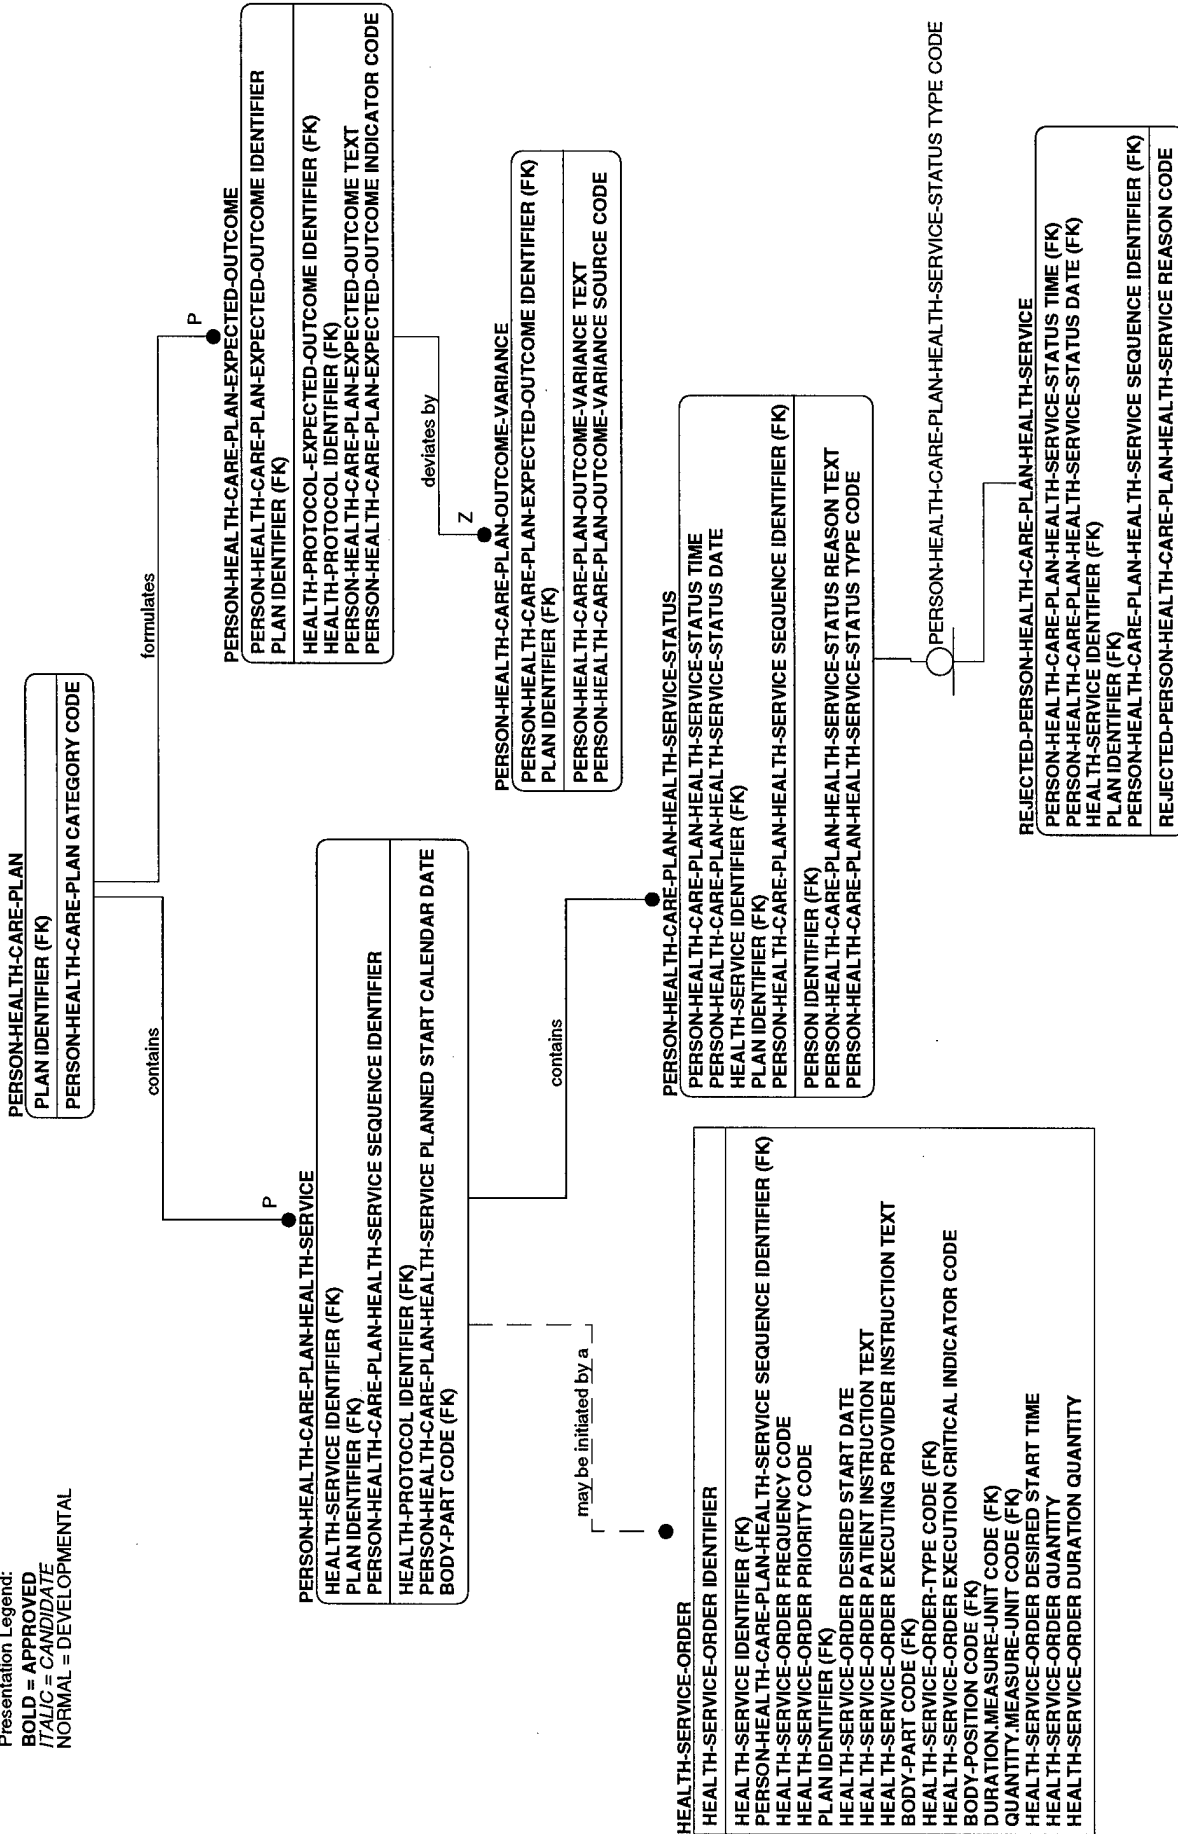 Presentation Legend:
BOLD = APPROVED
ITALIC = CANDIDATE
NORMAL = DEVELOPMENTAL
PERSON-HEALTH-CARE-PLAN
PLAN IDENTIFIER (FK)
PERSON-HEALTH-CARE-PLAN CATEGORY CODE
contains
formulates
P
PERSON-HEALTH-CARE-PLAN-HEALTH-SERVICE
HEALTH-SERVICE IDENTIFIER (FK)
PLAN IDENTIFIER (FK)
PERSON-HEALTH-CARE-PLAN-HEALTH-SERVICE SEQUENCE IDENTIFIER
HEALTH-PROTOCOL IDENTIFIER (FK)
PERSON-HEALTH-CARE-PLAN-HEALTH-SERVICE PLANNED START CALENDAR DATE
BODY-PART CODE (FK)
P
PERSON-HEALTH-CARE-PLAN-EXPECTED-OUTCOME
PERSON-HEALTH-CARE-PLAN-EXPECTED-OUTCOME IDENTIFIER
PLAN IDENTIFIER (FK)
HEALTH-PROTOCOL-EXPECTED-OUTCOME IDENTIFIER (FK)
HEALTH-PROTOCOL IDENTIFIER (FK)
PERSON-HEALTH-CARE-PLAN-EXPECTED-OUTCOME TEXT
PERSON-HEALTH-CARE-PLAN-EXPECTED-OUTCOME INDICATOR CODE
deviates by
Z
PERSON-HEALTH-CARE-PLAN-OUTCOME-VARIANCE
PERSON-HEALTH-CARE-PLAN-EXPECTED-OUTCOME IDENTIFIER (FK)
PLAN IDENTIFIER (FK)
PERSON-HEALTH-CARE-PLAN-OUTCOME-VARIANCE TEXT
PERSON-HEALTH-CARE-PLAN-OUTCOME-VARIANCE SOURCE CODE
may be initiated by a
contains
HEALTH-SERVICE-ORDER
HEALTH-SERVICE-ORDER IDENTIFIER
HEALTH-SERVICE IDENTIFIER (FK)
PERSON-HEALTH-CARE-PLAN-HEALTH-SERVICE SEQUENCE IDENTIFIER (FK)
HEALTH-SERVICE-ORDER FREQUENCY CODE
HEALTH-SERVICE-ORDER PRIORITY CODE
PLAN IDENTIFIER (FK)
HEALTH-SERVICE-ORDER DESIRED START DATE
HEALTH-SERVICE-ORDER PATIENT INSTRUCTION TEXT
HEALTH-SERVICE-ORDER EXECUTING PROVIDER INSTRUCTION TEXT
BODY-PART CODE (FK)
HEALTH-SERVICE-ORDER-TYPE CODE (FK)
HEALTH-SERVICE-ORDER EXECUTION CRITICAL INDICATOR CODE
BODY-POSITION CODE (FK)
DURATION.MEASURE-UNIT CODE (FK)
QUANTITY.MEASURE-UNIT CODE (FK)
HEALTH-SERVICE-ORDER DESIRED START TIME
HEALTH-SERVICE-ORDER QUANTITY
HEALTH-SERVICE-ORDER DURATION QUANTITY
PERSON-HEALTH-CARE-PLAN-HEALTH-SERVICE-STATUS
PERSON-HEALTH-CARE-PLAN-HEALTH-SERVICE-STATUS TIME
PERSON-HEALTH-CARE-PLAN-HEALTH-SERVICE-STATUS DATE
HEALTH-SERVICE IDENTIFIER (FK)
PLAN IDENTIFIER (FK)
PERSON-HEALTH-CARE-PLAN-HEALTH-SERVICE SEQUENCE IDENTIFIER (FK)
PERSON IDENTIFIER (FK)
PERSON-HEALTH-CARE-PLAN-HEALTH-SERVICE-STATUS REASON TEXT
PERSON-HEALTH-CARE-PLAN-HEALTH-SERVICE-STATUS TYPE CODE
PERSON-HEALTH-CARE-PLAN-HEALTH-SERVICE-STATUS TYPE CODE
REJECTED-PERSON-HEALTH-CARE-PLAN-HEALTH-SERVICE
PERSON-HEALTH-CARE-PLAN-HEALTH-SERVICE-STATUS TIME (FK)
PERSON-HEALTH-CARE-PLAN-HEALTH-SERVICE-STATUS DATE (FK)
HEALTH-SERVICE IDENTIFIER (FK)
PLAN IDENTIFIER (FK)
PERSON-HEALTH-CARE-PLAN-HEALTH-SERVICE SEQUENCE IDENTIFIER (FK)
REJECTED-PERSON-HEALTH-CARE-PLAN-HEALTH-SERVICE REASON CODE